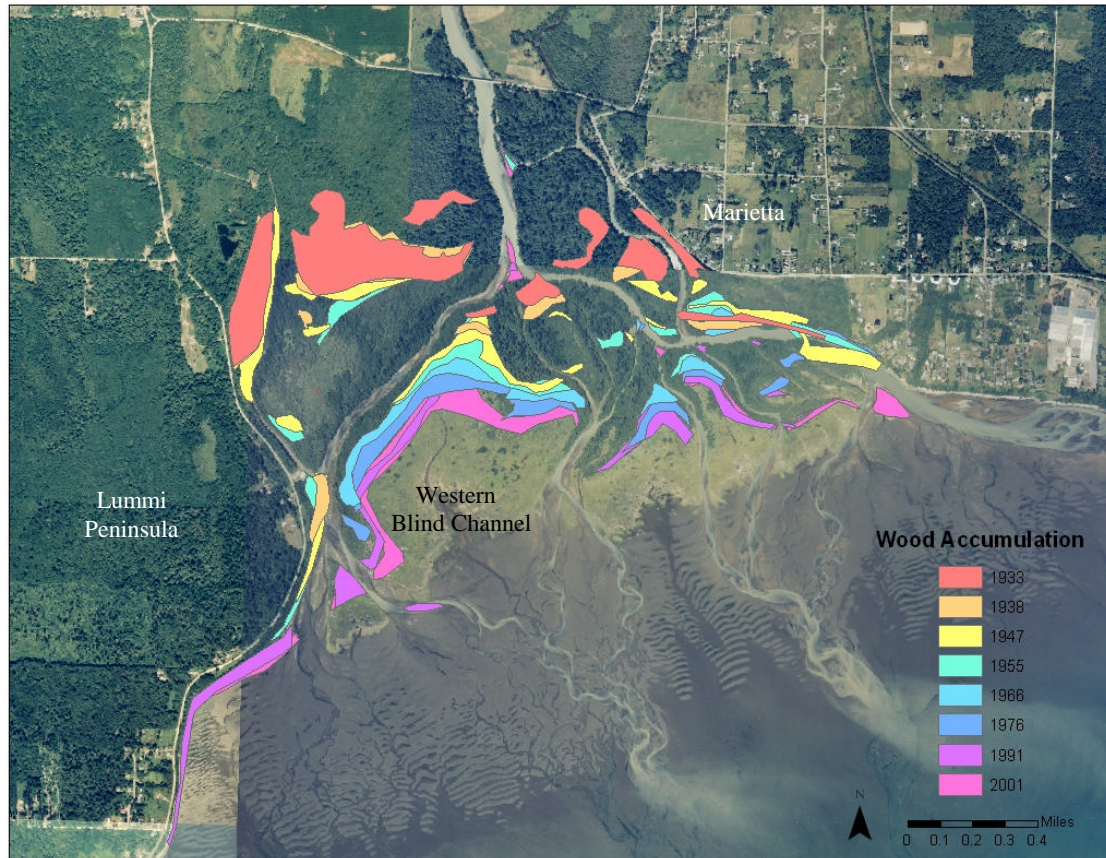 Marietta
Lummi
Peninsula
Western
Blind Channel
Wood Accumulation
1933
1938
1947
1955
1966
1976
1991
2001
N
Miles
0 0.1 0.2 0.3 0.4